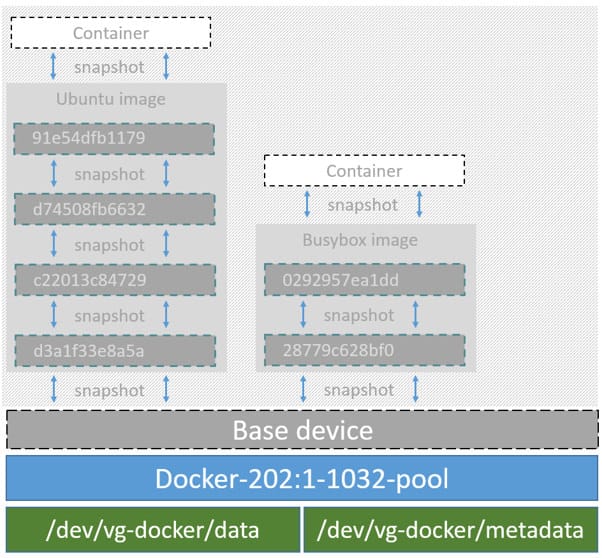 Container
snapshot
Ubuntu image
91e54dfb1179
snapshot
d74508fb6632
snapshot
c22013c84729
snapshot
d3a1f33e8a5a
snapshot
Container
snapshot
Busybox image
0292957ea1dd
snapshot
28779c628bf0
snapshot
Base device
Docker-202:1-1032-pool
/dev/vg-docker/data
/dev/vg-docker/metadata